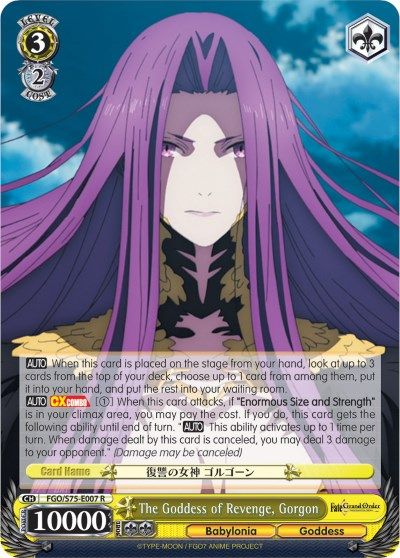 LEVEL
3
2
COST
AUTO When this card is placed on the stage from your hand, look at up to 3
cards from the top of your deck, choose up to 1 card from among them, put
it into your hand, and put the rest into your waiting room.
AUTO CXCOMBO [①] When this card attacks, if "Enormous Size and Strength"
is in your climax area, you may pay the cost. If you do, this card gets the
following ability until end of turn. "AUTO This ability activates up to 1 time per
turn. When damage dealt by this card is canceled, you may deal 3
damage to your opponent." (Damage may be canceled)
Card Name 復讐の女神 ゴルゴーン
CH FGO/S75-E007 R
The Goddess of Revenge, Gorgon
Fate/Grand Order
POWER 10000 SOUL
Babylonia Goddess
©TYPE-MOON / FGO7 ANIME PROJECT